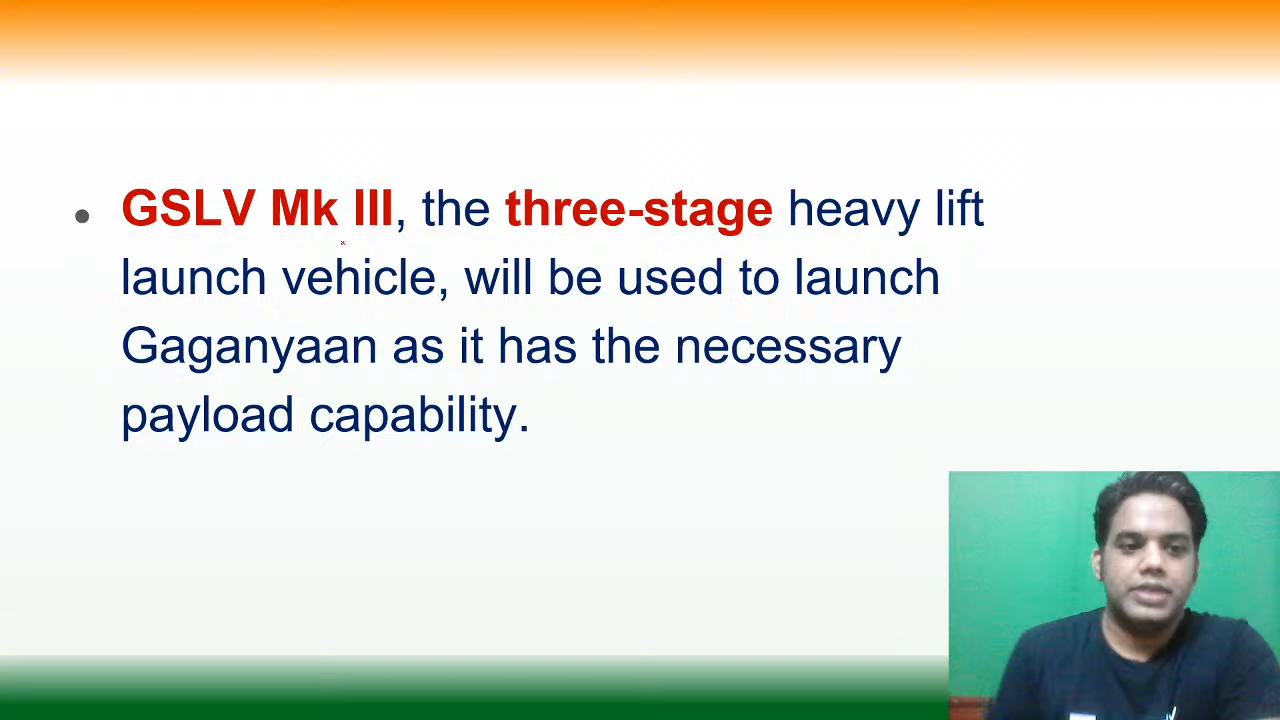 GSLV Mk III, the three-stage heavy lift
launch vehicle, will be used to launch
Gaganyaan as it has the necessary
payload capability.